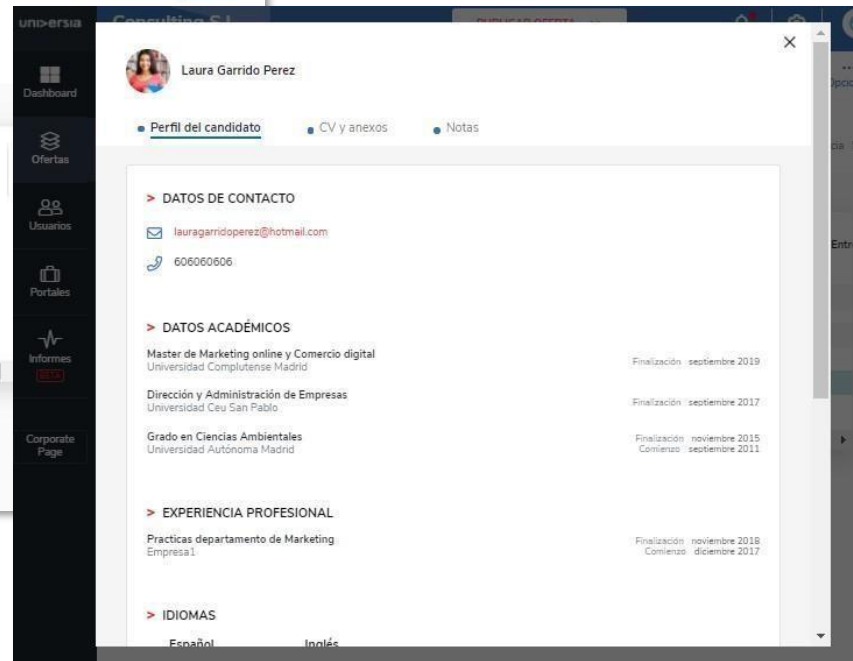 universia
Consulting S.L.
PUBLICAR OFERTA
Dashboard
Ofertas
Usuarios
Portales
Informes
BETA
Corporate
Page
Laura Garrido Perez
Perfil del candidato
CV y anexos
Notas
> DATOS DE CONTACTO
lauragarridoperez@hotmail.com
606060606
> DATOS ACADÉMICOS
Master de Marketing online y Comercio digital
Universidad Complutense Madrid
Finalización septiembre 2019
Dirección y Administración de Empresas
Universidad Ceu San Pablo
Finalización septiembre 2017
Grado en Ciencias Ambientales
Universidad Autónoma Madrid
Finalización noviembre 2015
Comienzo septiembre 2011
> EXPERIENCIA PROFESIONAL
Practicas departamento de Marketing
Empresa1
Finalización noviembre 2018
Comienzo diciembre 2017
> IDIOMAS
Español Inglés